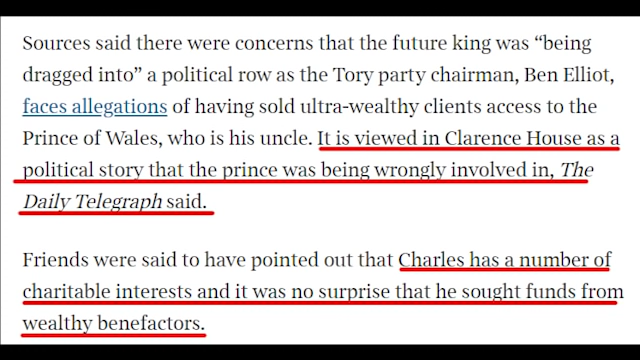 Sources said there were concerns that the future king was “being
dragged into” a political row as the Tory party chairman, Ben Elliot,
faces allegations of having sold ultra-wealthy clients access to the
Prince of Wales, who is his uncle. It is viewed in Clarence House as a
political story that the prince was being wrongly involved in, The
Daily Telegraph said.
Friends were said to have pointed out that Charles has a number of
charitable interests and it was no surprise that he sought funds from
wealthy benefactors.